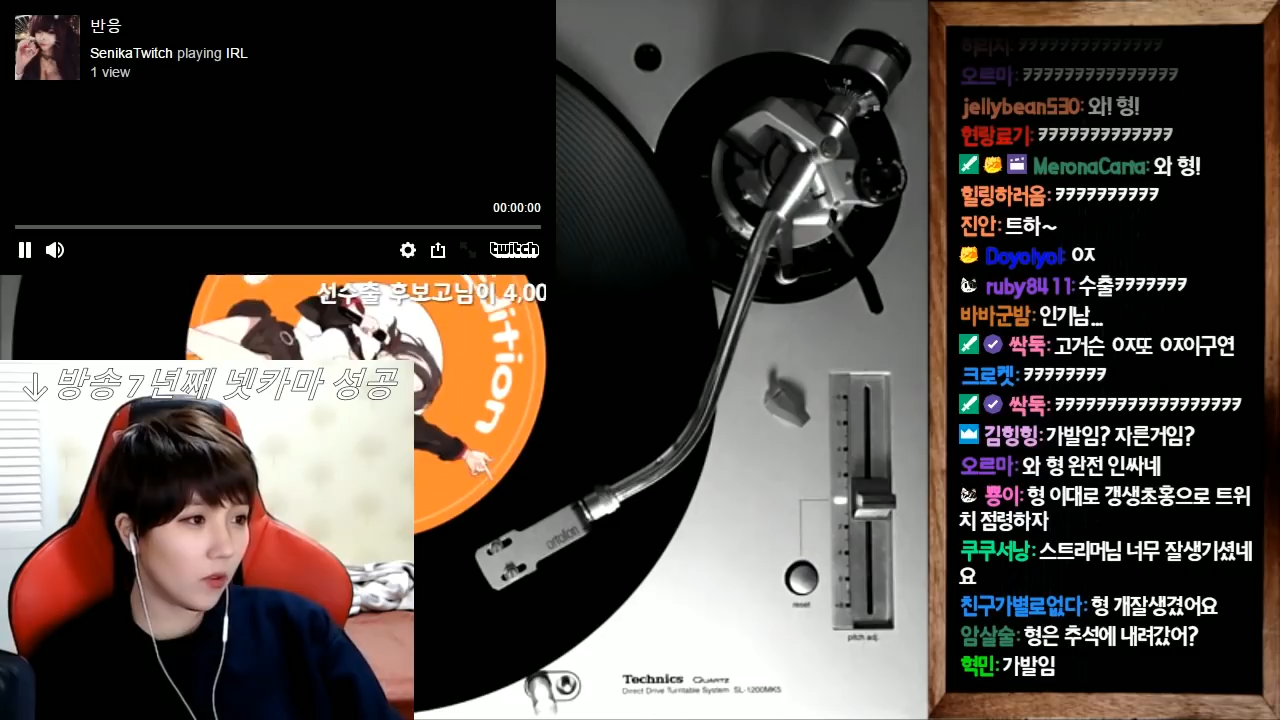 반응
SenikaTwitch playing IRL
1 view
00:00:00
twitch
선수출 후보고님이 4,00
dition
↓방송7년째 넷카마 성공
ortofon
reset
pitch adj.
Technics QUARTZ
Direct Drive Turntable System SL-1200MK5
오르마: ㅋㅋㅋㅋㅋㅋㅋㅋㅋㅋㅋㅋㅋㅋㅋ
jellybean530: 와! 형!
현랑료기: ㅋㅋㅋㅋㅋㅋㅋㅋㅋㅋㅋㅋㅋ
MeronaCarta: 와 형!
힐링하러옴: ㅋㅋㅋㅋㅋㅋㅋㅋㅋㅋ
진안: 트하~
Doyolyol: ㅇㅈ
ruby8411: 수출ㅋㅋㅋㅋㅋㅋㅋ
바바군밤: 인기남...
싹둑: 고거슨 ㅇㅈ또 ㅇㅈ이구연
크로켓: ㅋㅋㅋㅋㅋㅋㅋㅋ
싹둑: ㅋㅋㅋㅋㅋㅋㅋㅋㅋㅋㅋㅋㅋㅋㅋㅋㅋㅋ
김힝힝: 가발임? 자른거임?
오르마: 와 형 완전 인싸네
뿅이: 형 이대로 갱생초홍으로 트위
치 점령하자
쿠쿠서낭: 스트리머님 너무 잘생기셨네
요
친구가별로없다: 형 개잘생겼어요
암살술: 형은 추석에 내려갔어?
혁민: 가발임